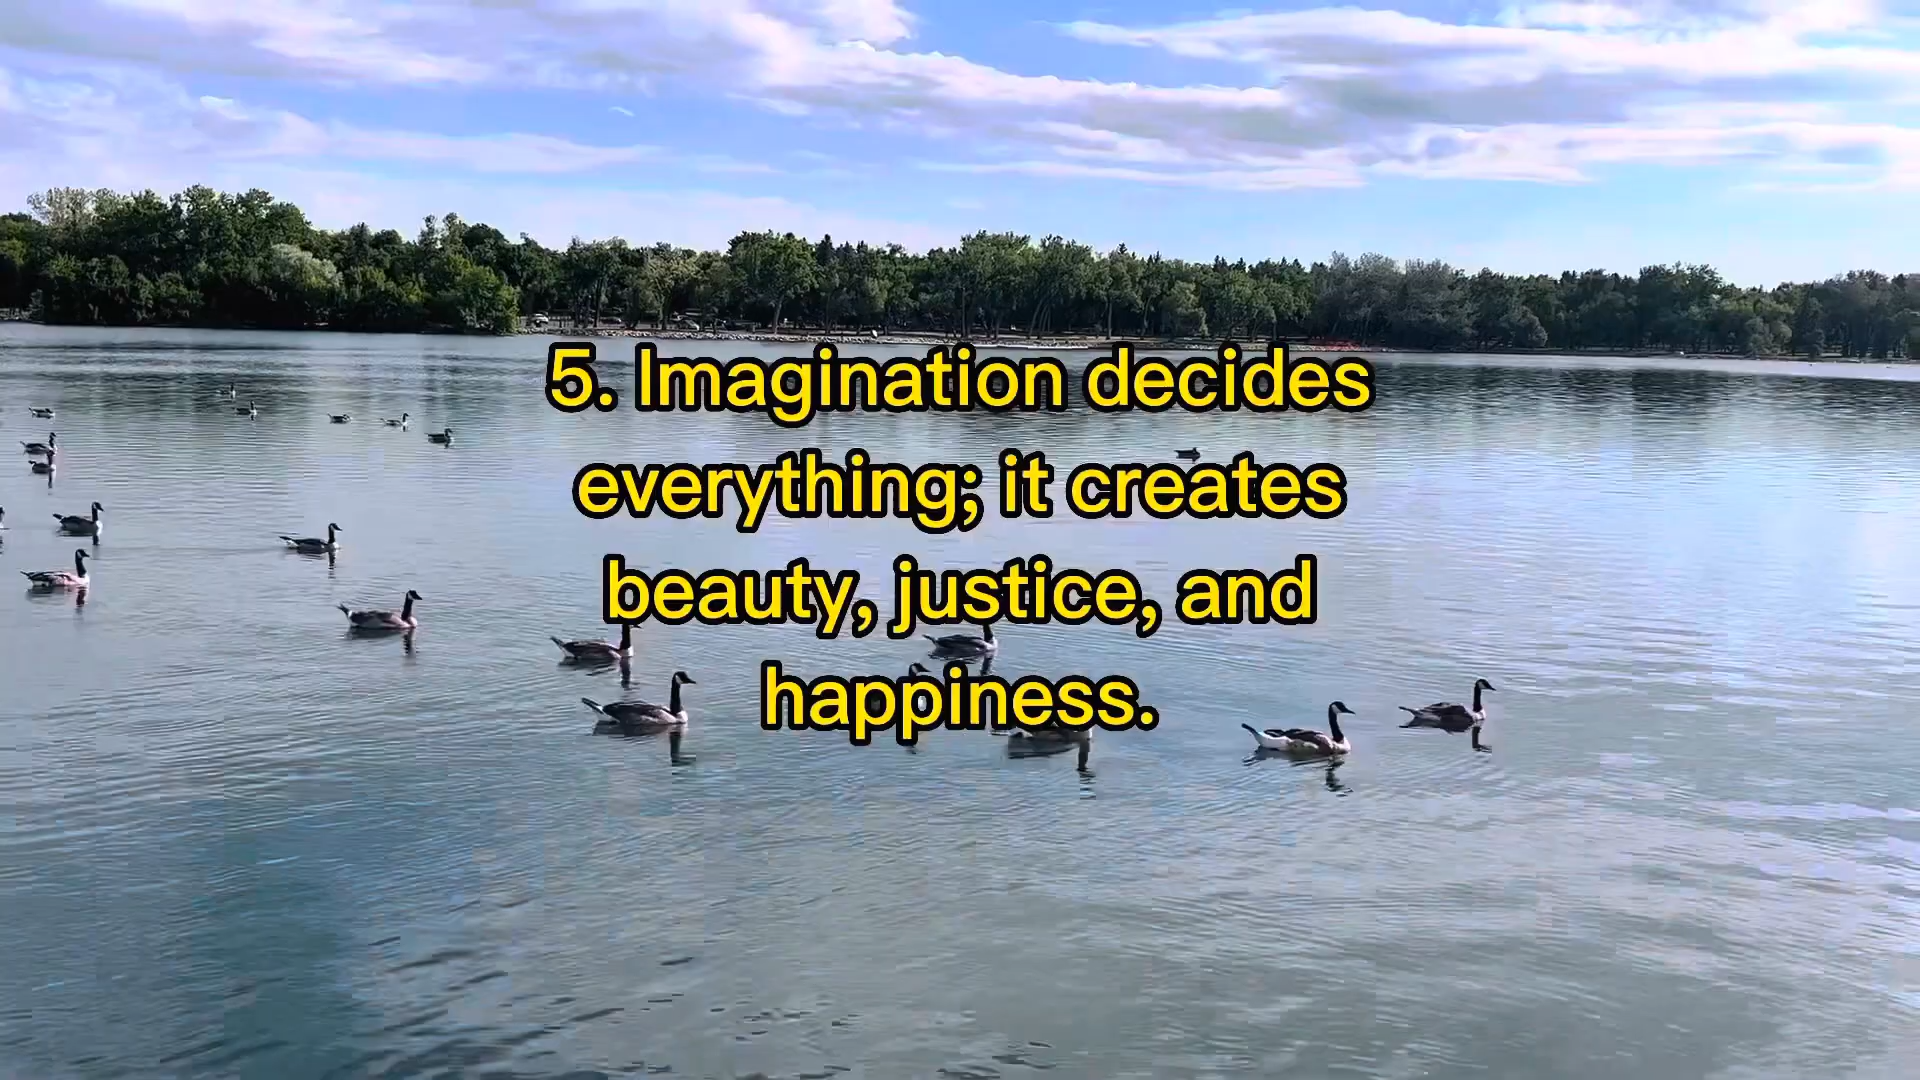 5. Imagination decides
everything; it creates
beauty, justice, and
happiness.